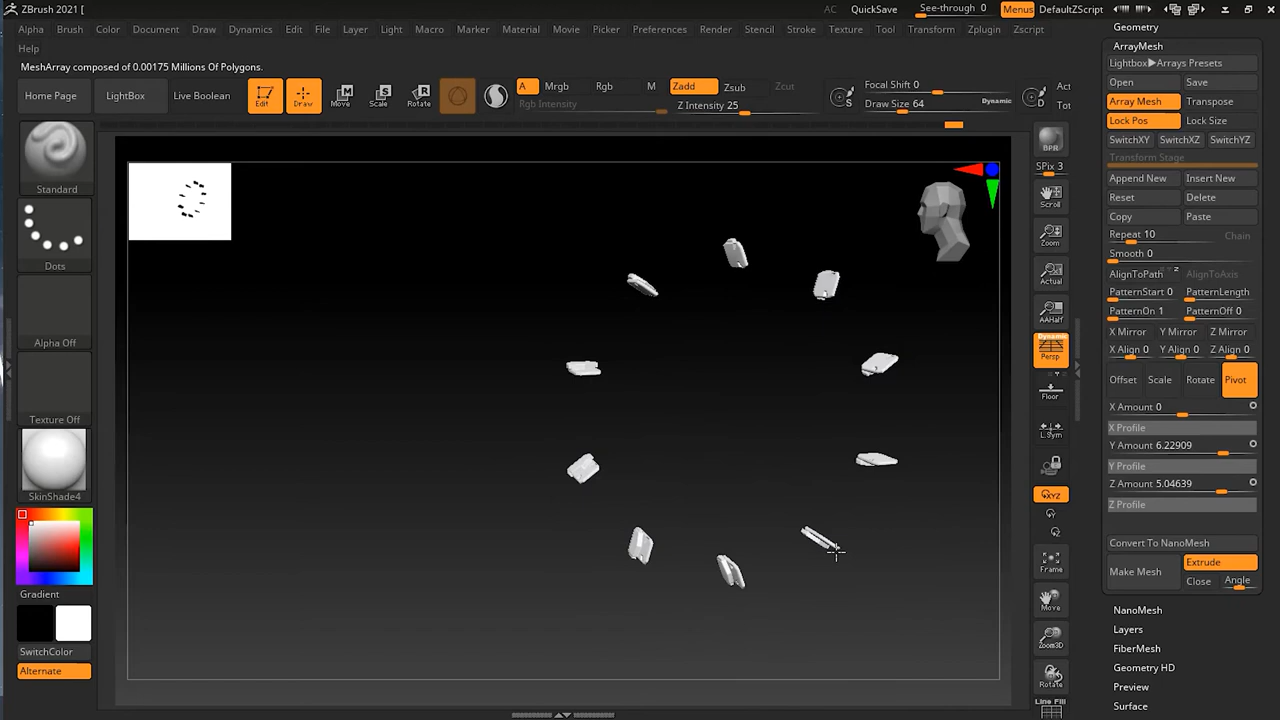 ZBrush 2021 [
AC QuickSave See-through 0 Menus DefaultZScript
Alpha Brush Color Document Draw Dynamics Edit File Layer Light Macro Marker Material Movie Picker Preferences Render Stencil Stroke Texture Tool Transform Zplugin Zscript
Help
MeshArray composed of 0.00175 Millions Of Polygons.
Home Page LightBox Live Boolean Edit Draw Move Scale Rotate
A Mrgb Rgb M Zadd Zsub Zcut
Rgb Intensity Z Intensity 25
Focal Shift 0
Draw Size 64 Dynamic
S D
Act
Tot
Standard
Dots
Alpha Off
Texture Off
SkinShade4
Gradient
SwitchColor
Alternate
BPR
SPix 3
Scroll
Zoom
Actual
AAHalf
Dynamic
Persp
Floor
L.Sym
XYZ
Y
Z
Frame
Move
Zoom3D
Rotate
Line Fill
Geometry
ArrayMesh
Lightbox▶Arrays Presets
Open Save
Array Mesh Transpose
Lock Pos Lock Size
SwitchXY SwitchXZ SwitchYZ
Transform Stage
Append New Insert New
Reset Delete
Copy Paste
Repeat 10 Chain
Smooth 0
AlignToPath AlignToAxis
PatternStart 0 PatternLength
PatternOn 1 PatternOff 0
X Mirror Y Mirror Z Mirror
X Align 0 Y Align 0 Z Align 0
Offset Scale Rotate Pivot
X Amount 0
X Profile
Y Amount 6.22909
Y Profile
Z Amount 5.04639
Z Profile
Convert To NanoMesh
Make Mesh Extrude
Close Angle
NanoMesh
Layers
FiberMesh
Geometry HD
Preview
Surface